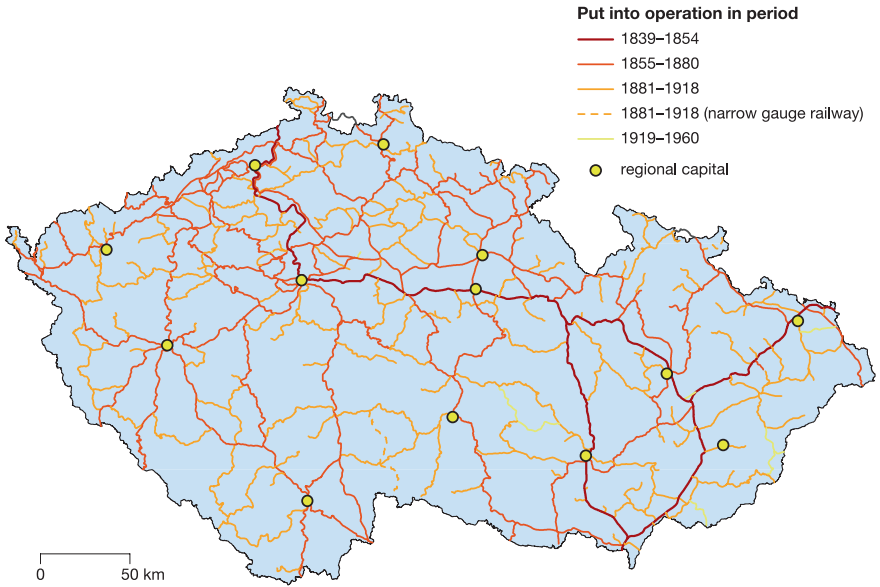 Put into operation in period
1839–1854
1855–1880
1881–1918
1881–1918 (narrow gauge railway)
1919–1960
regional capital
0 50 km